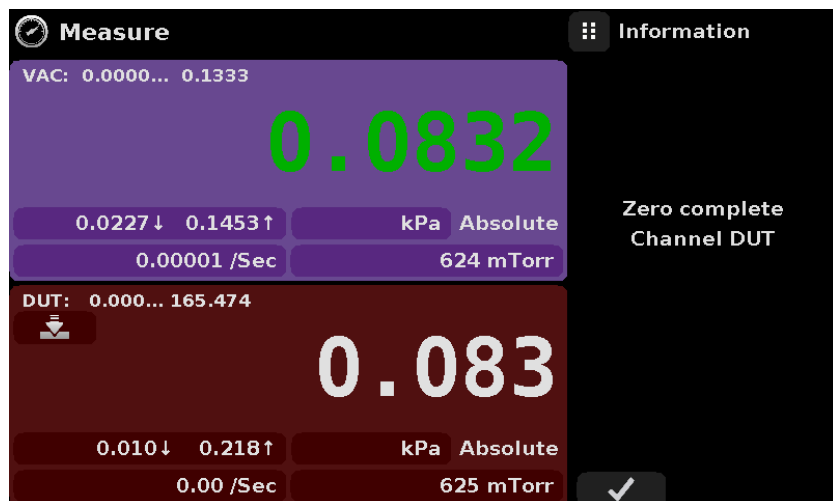 Measure
VAC: 0.0000... 0.1333
0.0832
0.0227↓ 0.1453↑ kPa Absolute
0.00001 /Sec 624 mTorr
DUT: 0.000... 165.474
0.083
0.010↓ 0.218↑ kPa Absolute
0.00 /Sec 625 mTorr
Information
Zero complete
Channel DUT